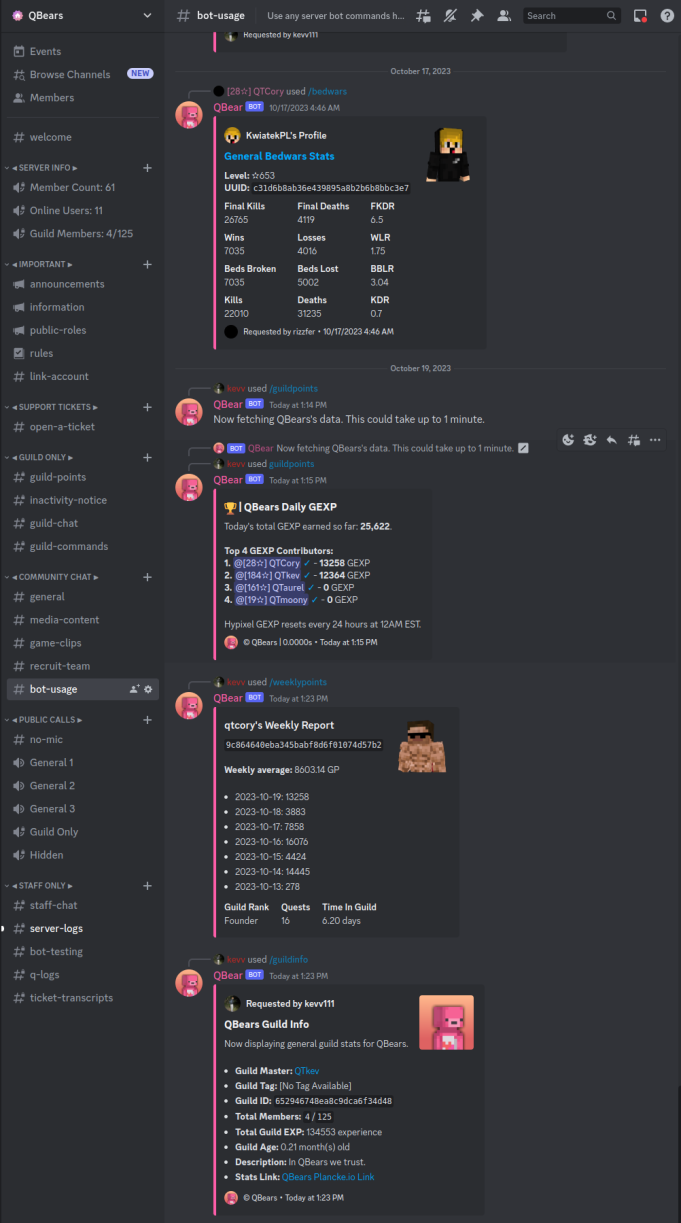 QBears
Events
Browse Channels NEW
Members
# welcome
◄ SERVER INFO ►
Member Count: 61
Online Users: 11
Guild Members: 4/125
◄ IMPORTANT ►
announcements
information
public-roles
rules
link-account
◄ SUPPORT TICKETS ►
open-a-ticket
◄ GUILD ONLY ►
guild-points
inactivity-notice
guild-chat
guild-commands
◄ COMMUNITY CHAT ►
general
media-content
game-clips
recruit-team
bot-usage
◄ PUBLIC CALLS ►
no-mic
General 1
General 2
General 3
Guild Only
Hidden
◄ STAFF ONLY ►
staff-chat
server-logs
bot-testing
q-logs
ticket-transcripts
# bot-usage Use any server bot commands h... Search
Requested by kevv111
October 17, 2023
[28☆] QTCory used /bedwars
QBear BOT 10/17/2023 4:46 AM
KwiatekPL's Profile
General Bedwars Stats
Level: ☆653
UUID: c31d6b8ab36e439895a8b2b6b8bbc3e7
Final Kills Final Deaths FKDR
26765 4119 6.5
Wins Losses WLR
7035 4016 1.75
Beds Broken Beds Lost BBLR
7035 5002 3.04
Kills Deaths KDR
22010 31235 0.7
Requested by rizzfer • 10/17/2023 4:46 AM
October 19, 2023
kevv used /guildpoints
QBear BOT Today at 1:14 PM
Now fetching QBears's data. This could take up to 1 minute.
BOT QBear Now fetching QBears's data. This could take up to 1 minute.
kevv used guildpoints
QBear BOT Today at 1:15 PM
🏆 | QBears Daily GEXP
Today's total GEXP earned so far: 25,622.
Top 4 GEXP Contributors:
1. @[28☆] QTCory ✓ - 13258 GEXP
2. @[184☆] QTkev ✓ - 12364 GEXP
3. @[161☆] QTaurel ✓ - 0 GEXP
4. @[19☆] QTmoony ✓ - 0 GEXP
Hypixel GEXP resets every 24 hours at 12AM EST.
© QBears | 0.0000s • Today at 1:15 PM
kevv used /weeklypoints
QBear BOT Today at 1:23 PM
qtcory's Weekly Report
9c864640eba345babf8d6f01074d57b2
Weekly average: 8603.14 GP
• 2023-10-19: 13258
• 2023-10-18: 3883
• 2023-10-17: 7858
• 2023-10-16: 16076
• 2023-10-15: 4424
• 2023-10-14: 14445
• 2023-10-13: 278
Guild Rank Quests Time In Guild
Founder 16 6.20 days
kevv used /guildinfo
QBear BOT Today at 1:23 PM
Requested by kevv111
QBears Guild Info
Now displaying general guild stats for QBears.
• Guild Master: QTkev
• Guild Tag: [No Tag Available]
• Guild ID: 652946748ea8c9dca6f34d48
• Total Members: 4 / 125
• Total Guild EXP: 134553 experience
• Guild Age: 0.21 month(s) old
• Description: In QBears we trust.
• Stats Link: QBears Plancke.io Link
© QBears • Today at 1:23 PM